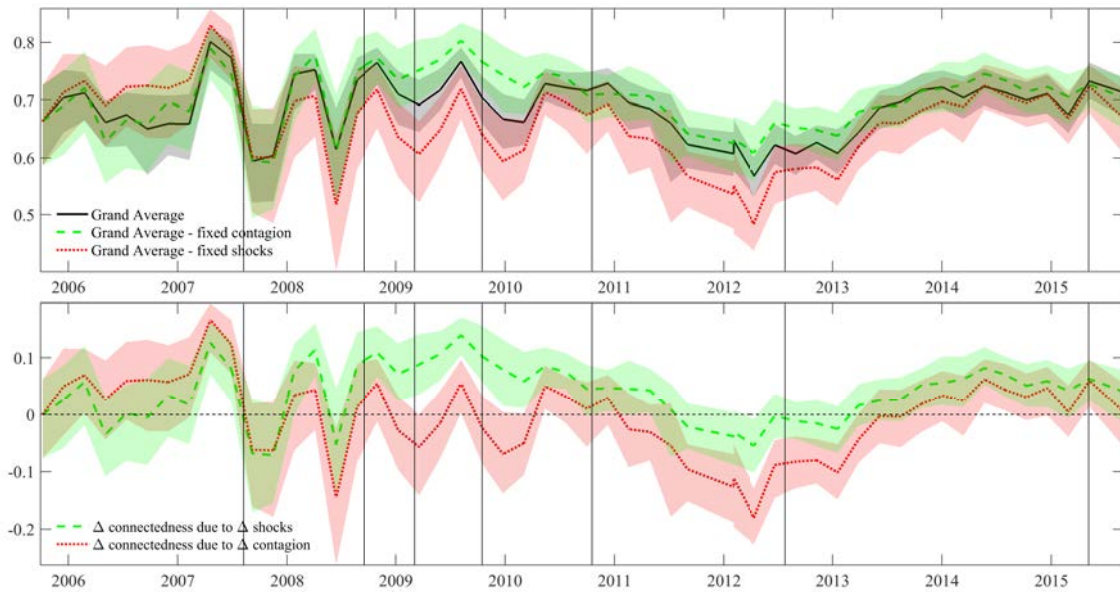 0.8
0.7
0.6
0.5
Grand Average
Grand Average - fixed contagion
Grand Average - fixed shocks
2006 2007 2008 2009 2010 2011 2012 2013 2014 2015
0.1
0
-0.1
-0.2
Δ connectedness due to Δ shocks
Δ connectedness due to Δ contagion
2006 2007 2008 2009 2010 2011 2012 2013 2014 2015